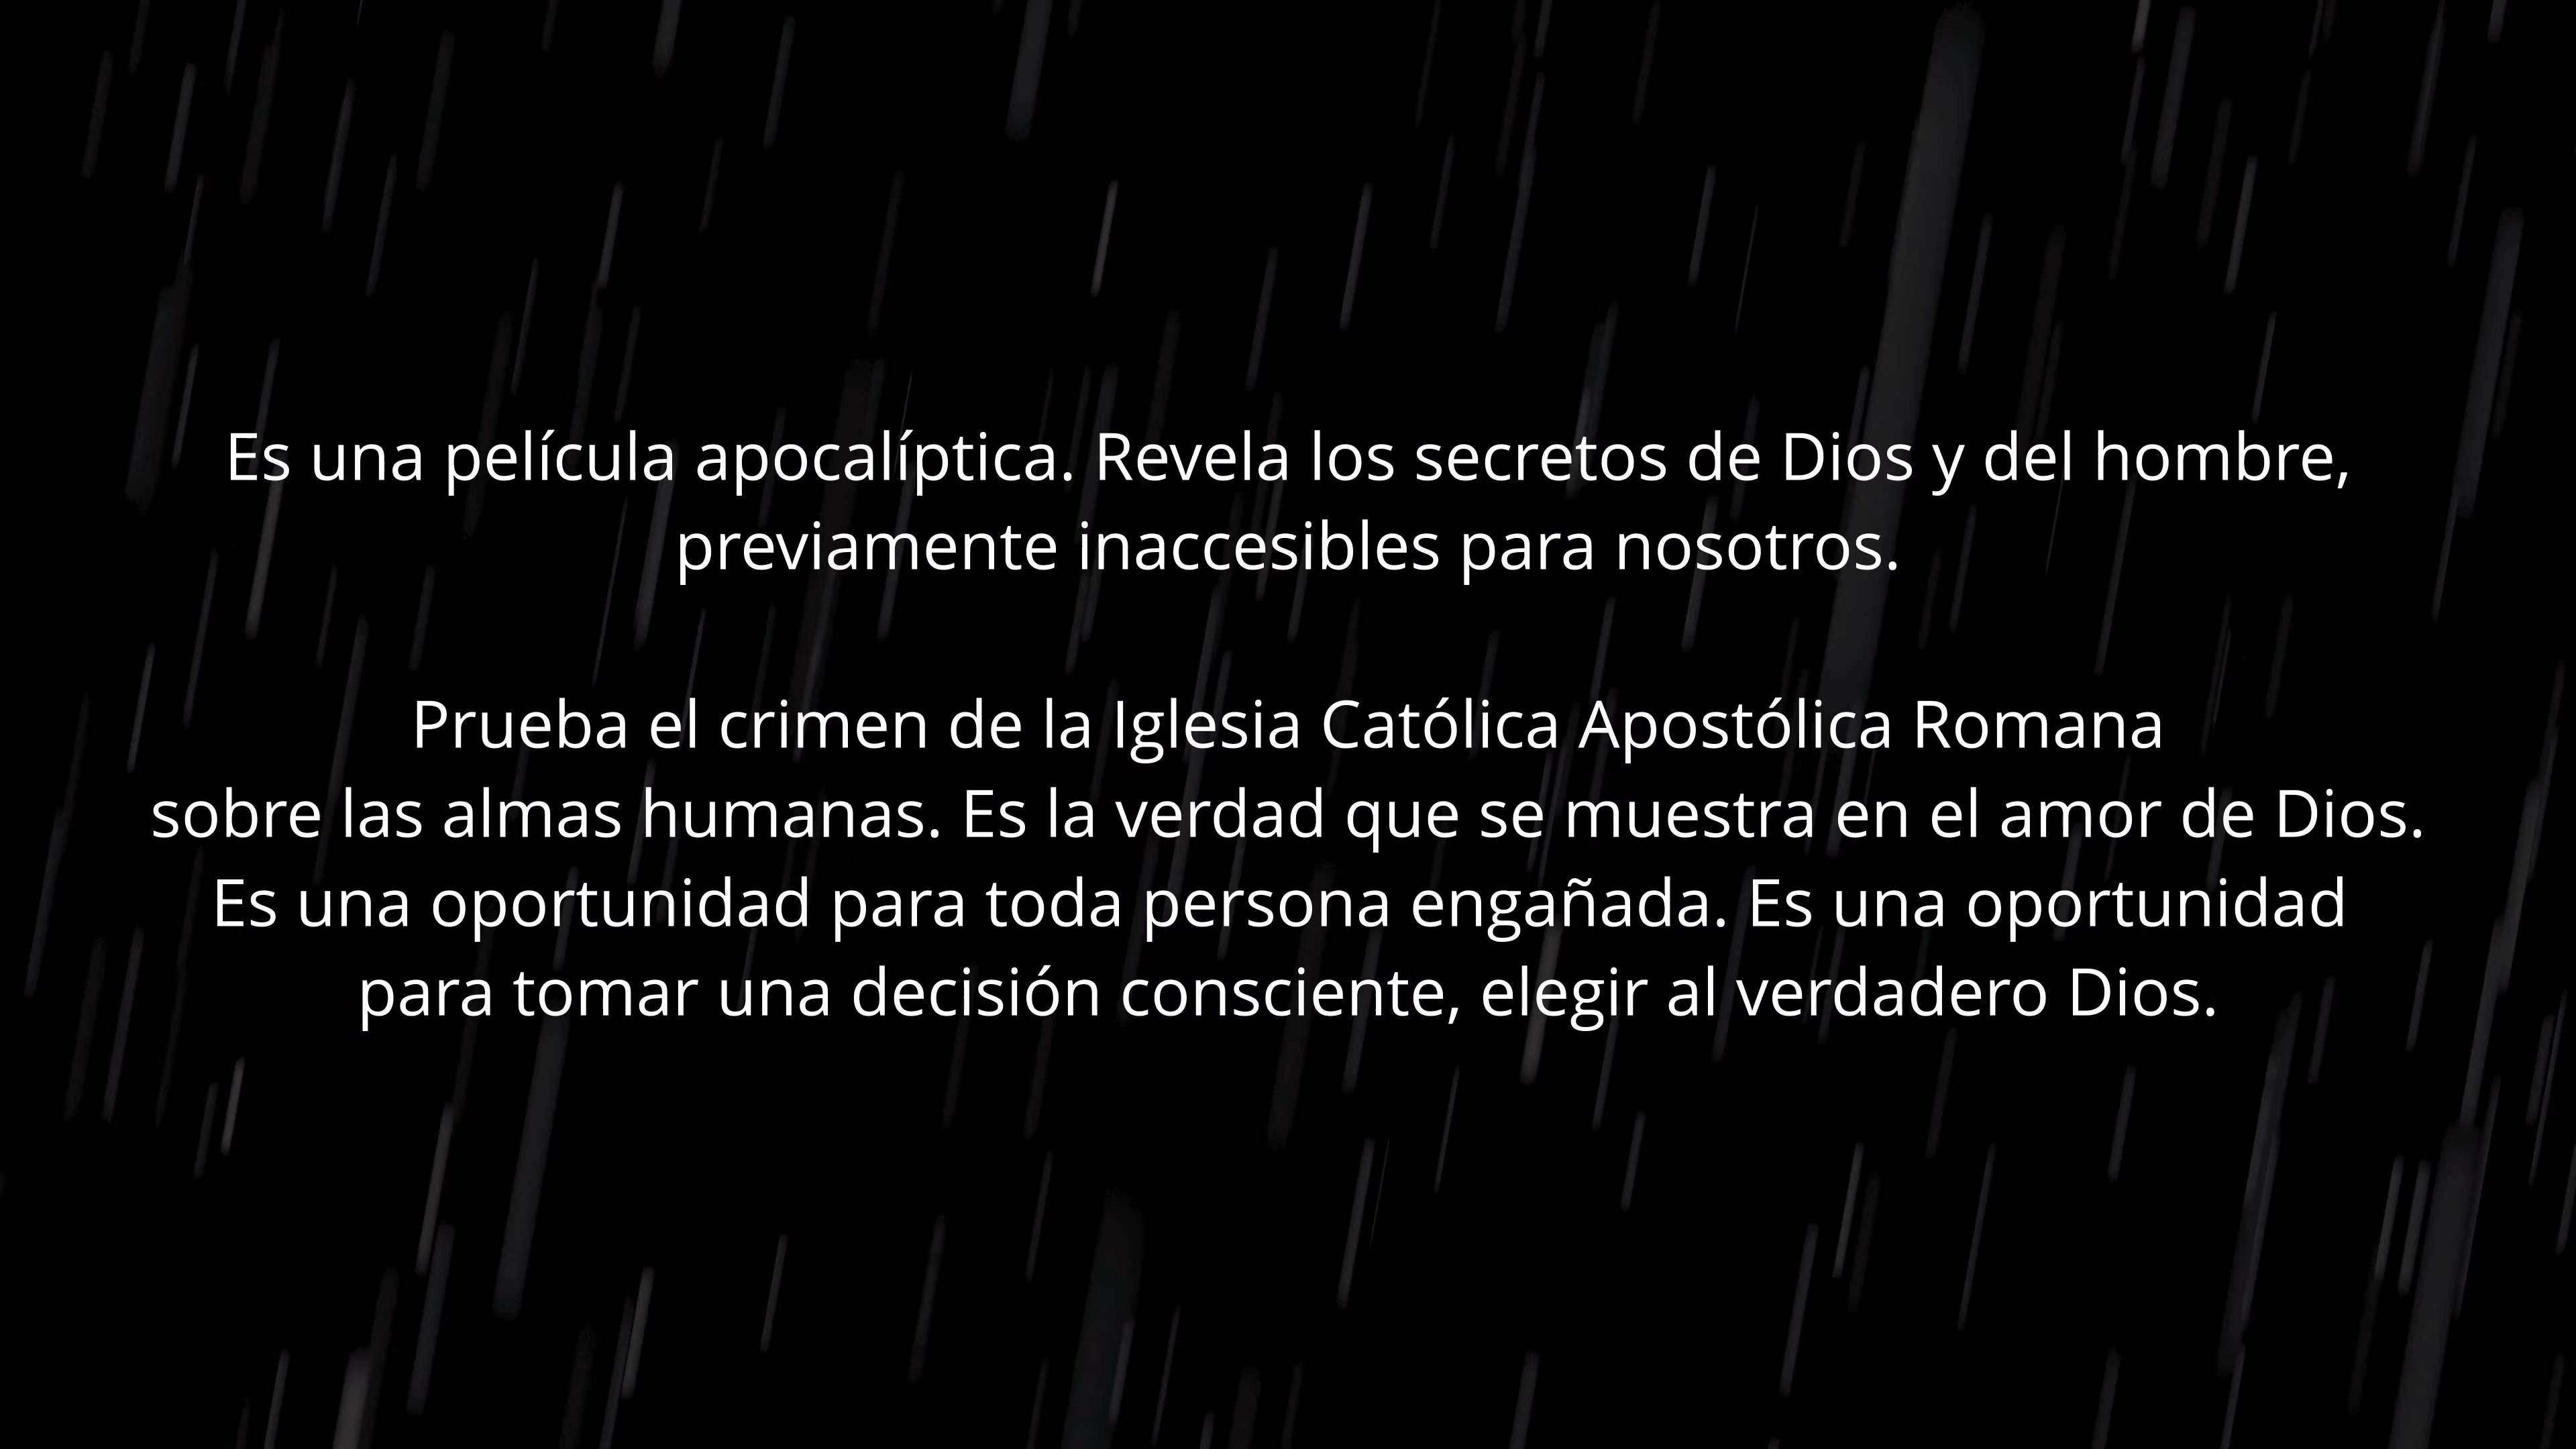 Es una película apocalíptica. Revela los secretos de Dios y del hombre,
previamente inaccesibles para nosotros.
Prueba el crimen de la Iglesia Católica Apostólica Romana
sobre las almas humanas. Es la verdad que se muestra en el amor de Dios.
Es una oportunidad para toda persona engañada. Es una oportunidad
para tomar una decisión consciente, elegir al verdadero Dios.